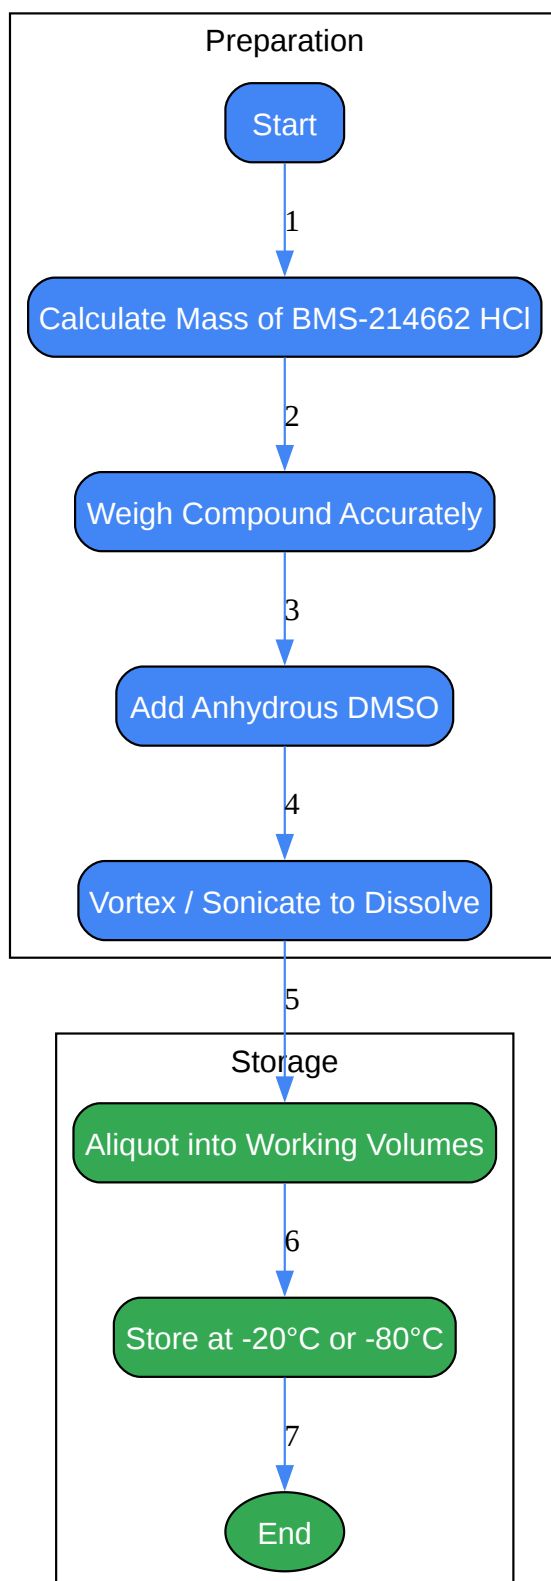 Preparation
Start
1
Calculate Mass of BMS-214662 HCl
2
Weigh Compound Accurately
3
Add Anhydrous DMSO
4
Vortex / Sonicate to Dissolve
5
Storage
Aliquot into Working Volumes
6
Store at -20°C or -80°C
7
End